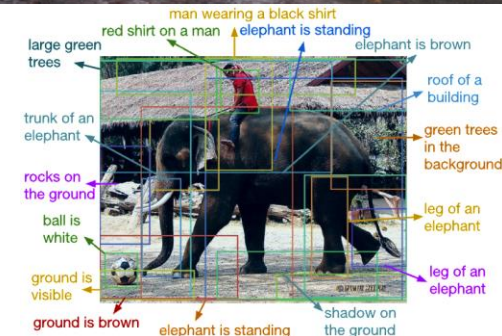 man wearing a black shirt
red shirt on a man
elephant is standing
large green
trees
elephant is brown
roof of a
building
trunk of an
elephant
green trees
in the
background
rocks
on the ground
leg of an
elephant
ball is
white
leg of an
elephant
ground is
visible
ground is brown
elephant is standing
shadow on
the ground